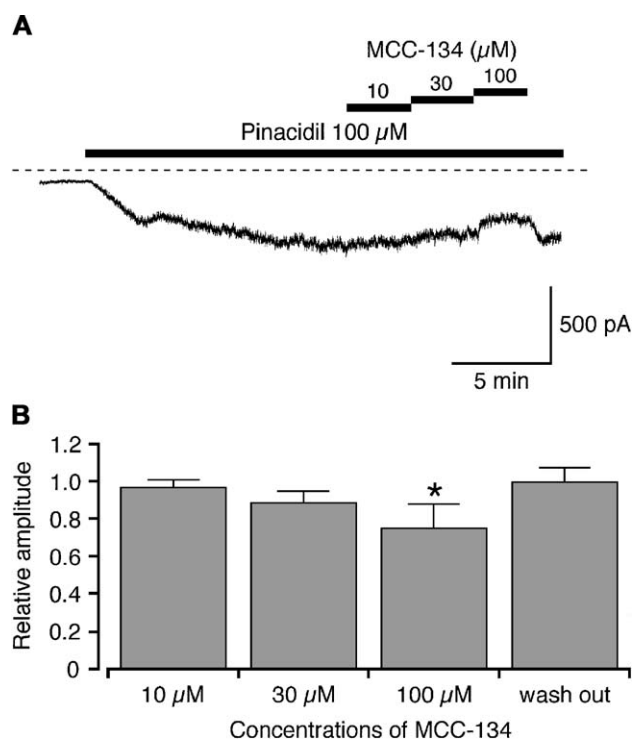 A
MCC-134 (µM)
10 30 100
Pinacidil 100 µM
500 pA
5 min
B
Relative amplitude
1.2
1.0
0.8
0.6
0.4
0.2
0
*
10 µM 30 µM 100 µM wash out
Concentrations of MCC-134